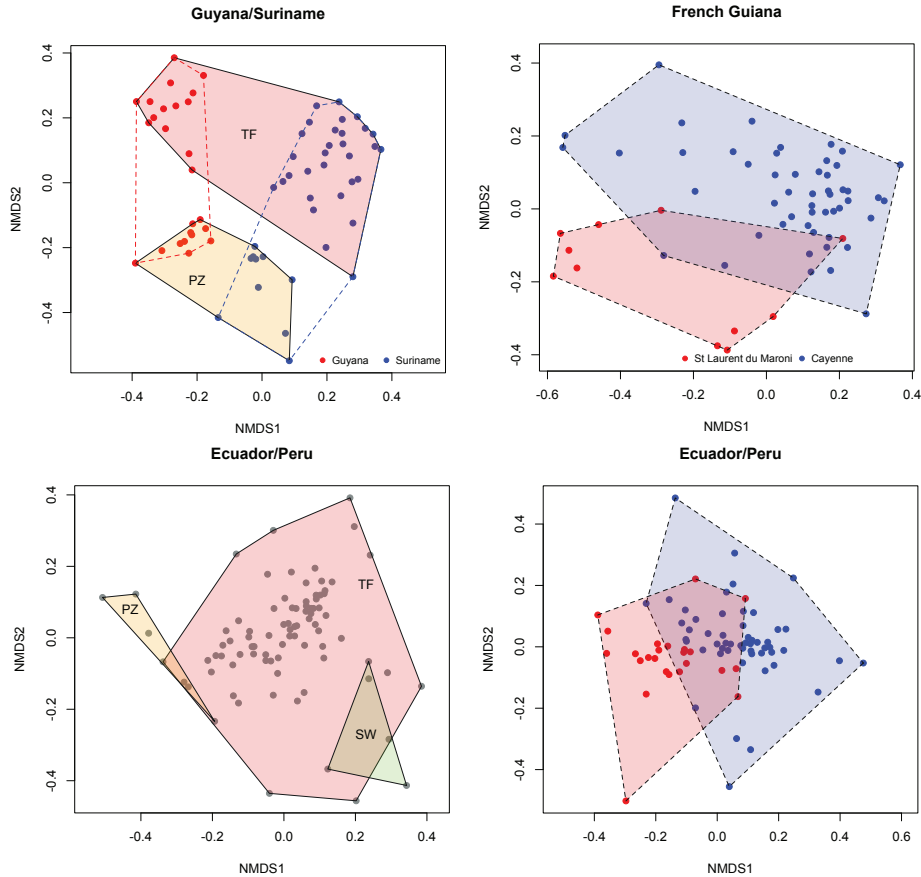 Guyana/Suriname
NMDS2
0.4
0.2
0.0
-0.2
-0.4
TF
PZ
Guyana Suriname
-0.4 -0.2 0.0 0.2 0.4
NMDS1
French Guiana
NMDS2
0.4
0.2
0.0
-0.2
-0.4
St Laurent du Maroni Cayenne
-0.6 -0.4 -0.2 0.0 0.2 0.4
NMDS1
Ecuador/Peru
NMDS2
0.4
0.2
0.0
-0.2
-0.4
TF
PZ
SW
-0.4 -0.2 0.0 0.2 0.4
NMDS1
Ecuador/Peru
NMDS2
0.4
0.2
0.0
-0.2
-0.4
-0.4 -0.2 0.0 0.2 0.4 0.6
NMDS1